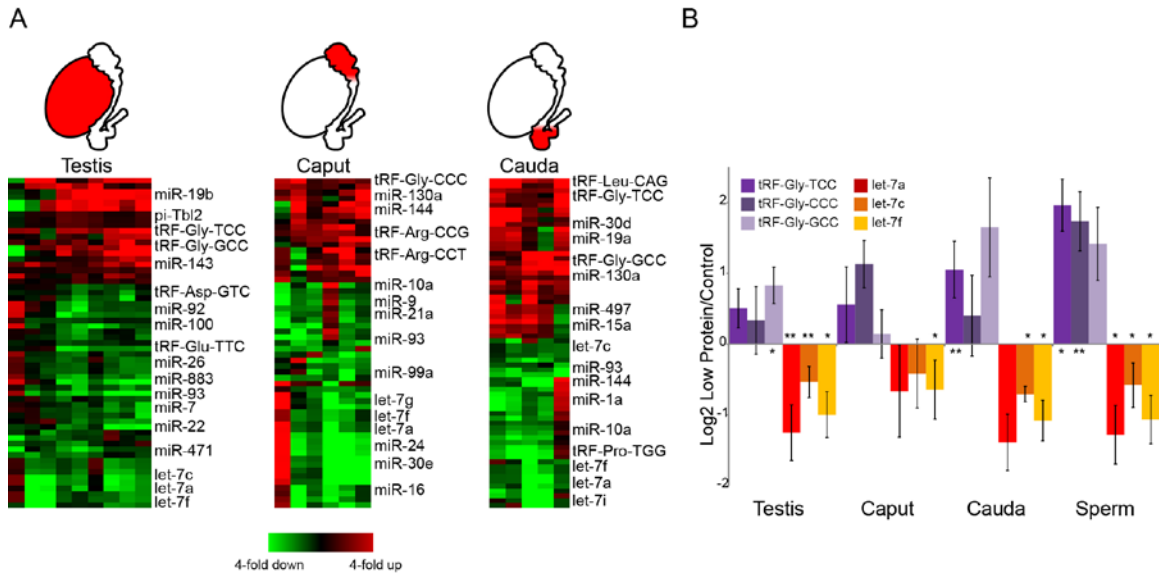 A
B
Testis
Caput
Cauda
miR-19b
pi-Tbl2
tRF-Gly-TCC
tRF-Gly-GCC
miR-143
tRF-Asp-GTC
miR-92
miR-100
tRF-Glu-TTC
miR-26
miR-883
miR-93
miR-7
miR-22
miR-471
let-7c
let-7a
let-7f
tRF-Gly-CCC
miR-130a
miR-144
tRF-Arg-CCG
tRF-Arg-CCT
miR-10a
miR-9
miR-21a
miR-93
miR-99a
let-7g
let-7f
let-7a
miR-24
miR-30e
miR-16
tRF-Leu-CAG
tRF-Gly-TCC
miR-30d
miR-19a
tRF-Gly-GCC
miR-130a
miR-497
miR-15a
let-7c
miR-93
miR-144
miR-1a
miR-10a
tRF-Pro-TGG
let-7f
let-7a
let-7i
4-fold down
4-fold up
tRF-Gly-TCC
tRF-Gly-CCC
tRF-Gly-GCC
let-7a
let-7c
let-7f
Log2 Low Protein/Control
2
1
0
-1
-2
** ** * * * * * * *
* ** * **
Testis Caput Cauda Sperm